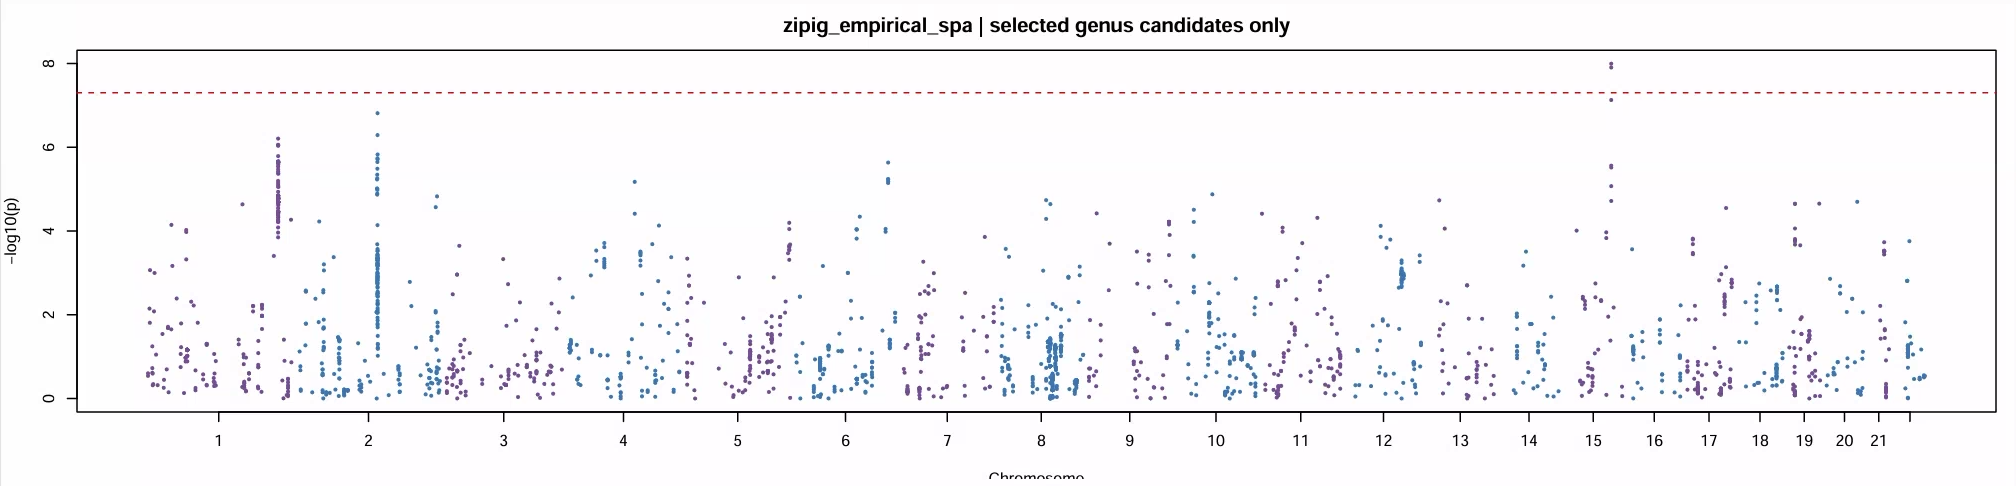 zipig_empirical_spa | selected genus candidates only
8
6
4
2
0
−log10(p)
1 2 3 4 5 6 7 8 9 10 11 12 13 14 15 16 17 18 19 20 21
Chromosome